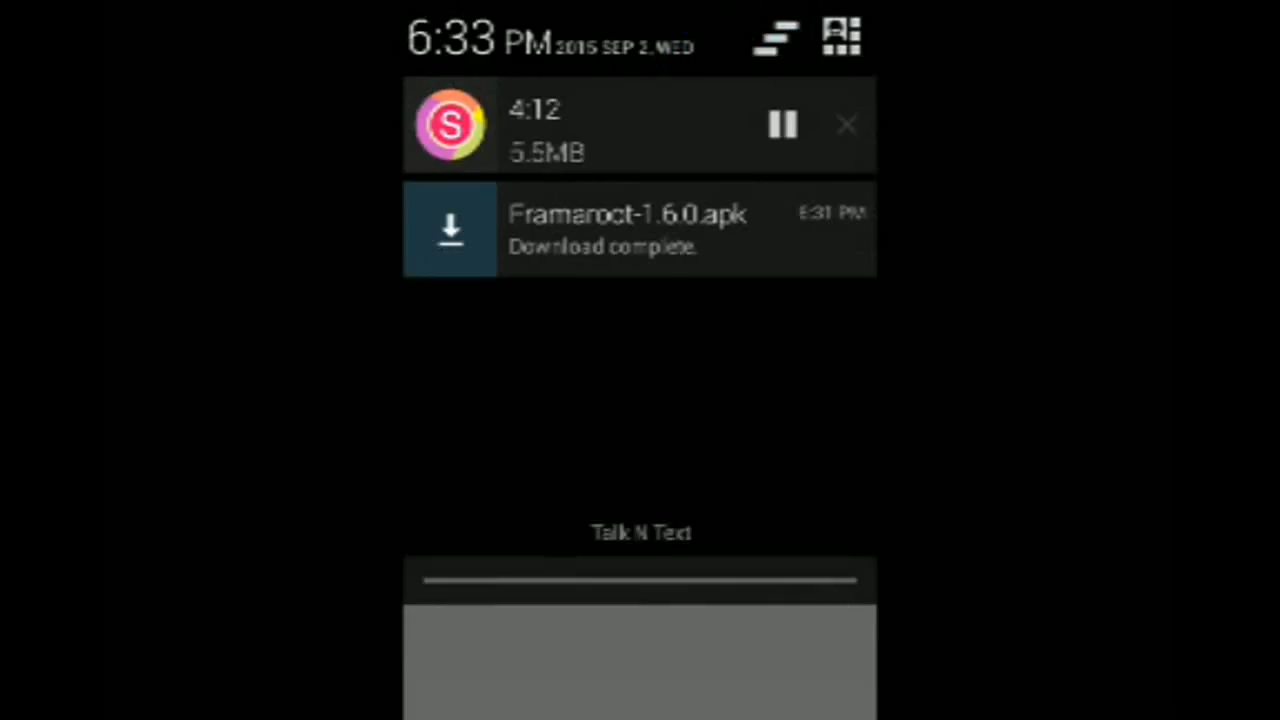 6:33 PM 2015 SEP 2, WED
S
4:12
5.5MB
Framaroot-1.6.0.apk
6:31 PM
Download complete.
Talk N Text